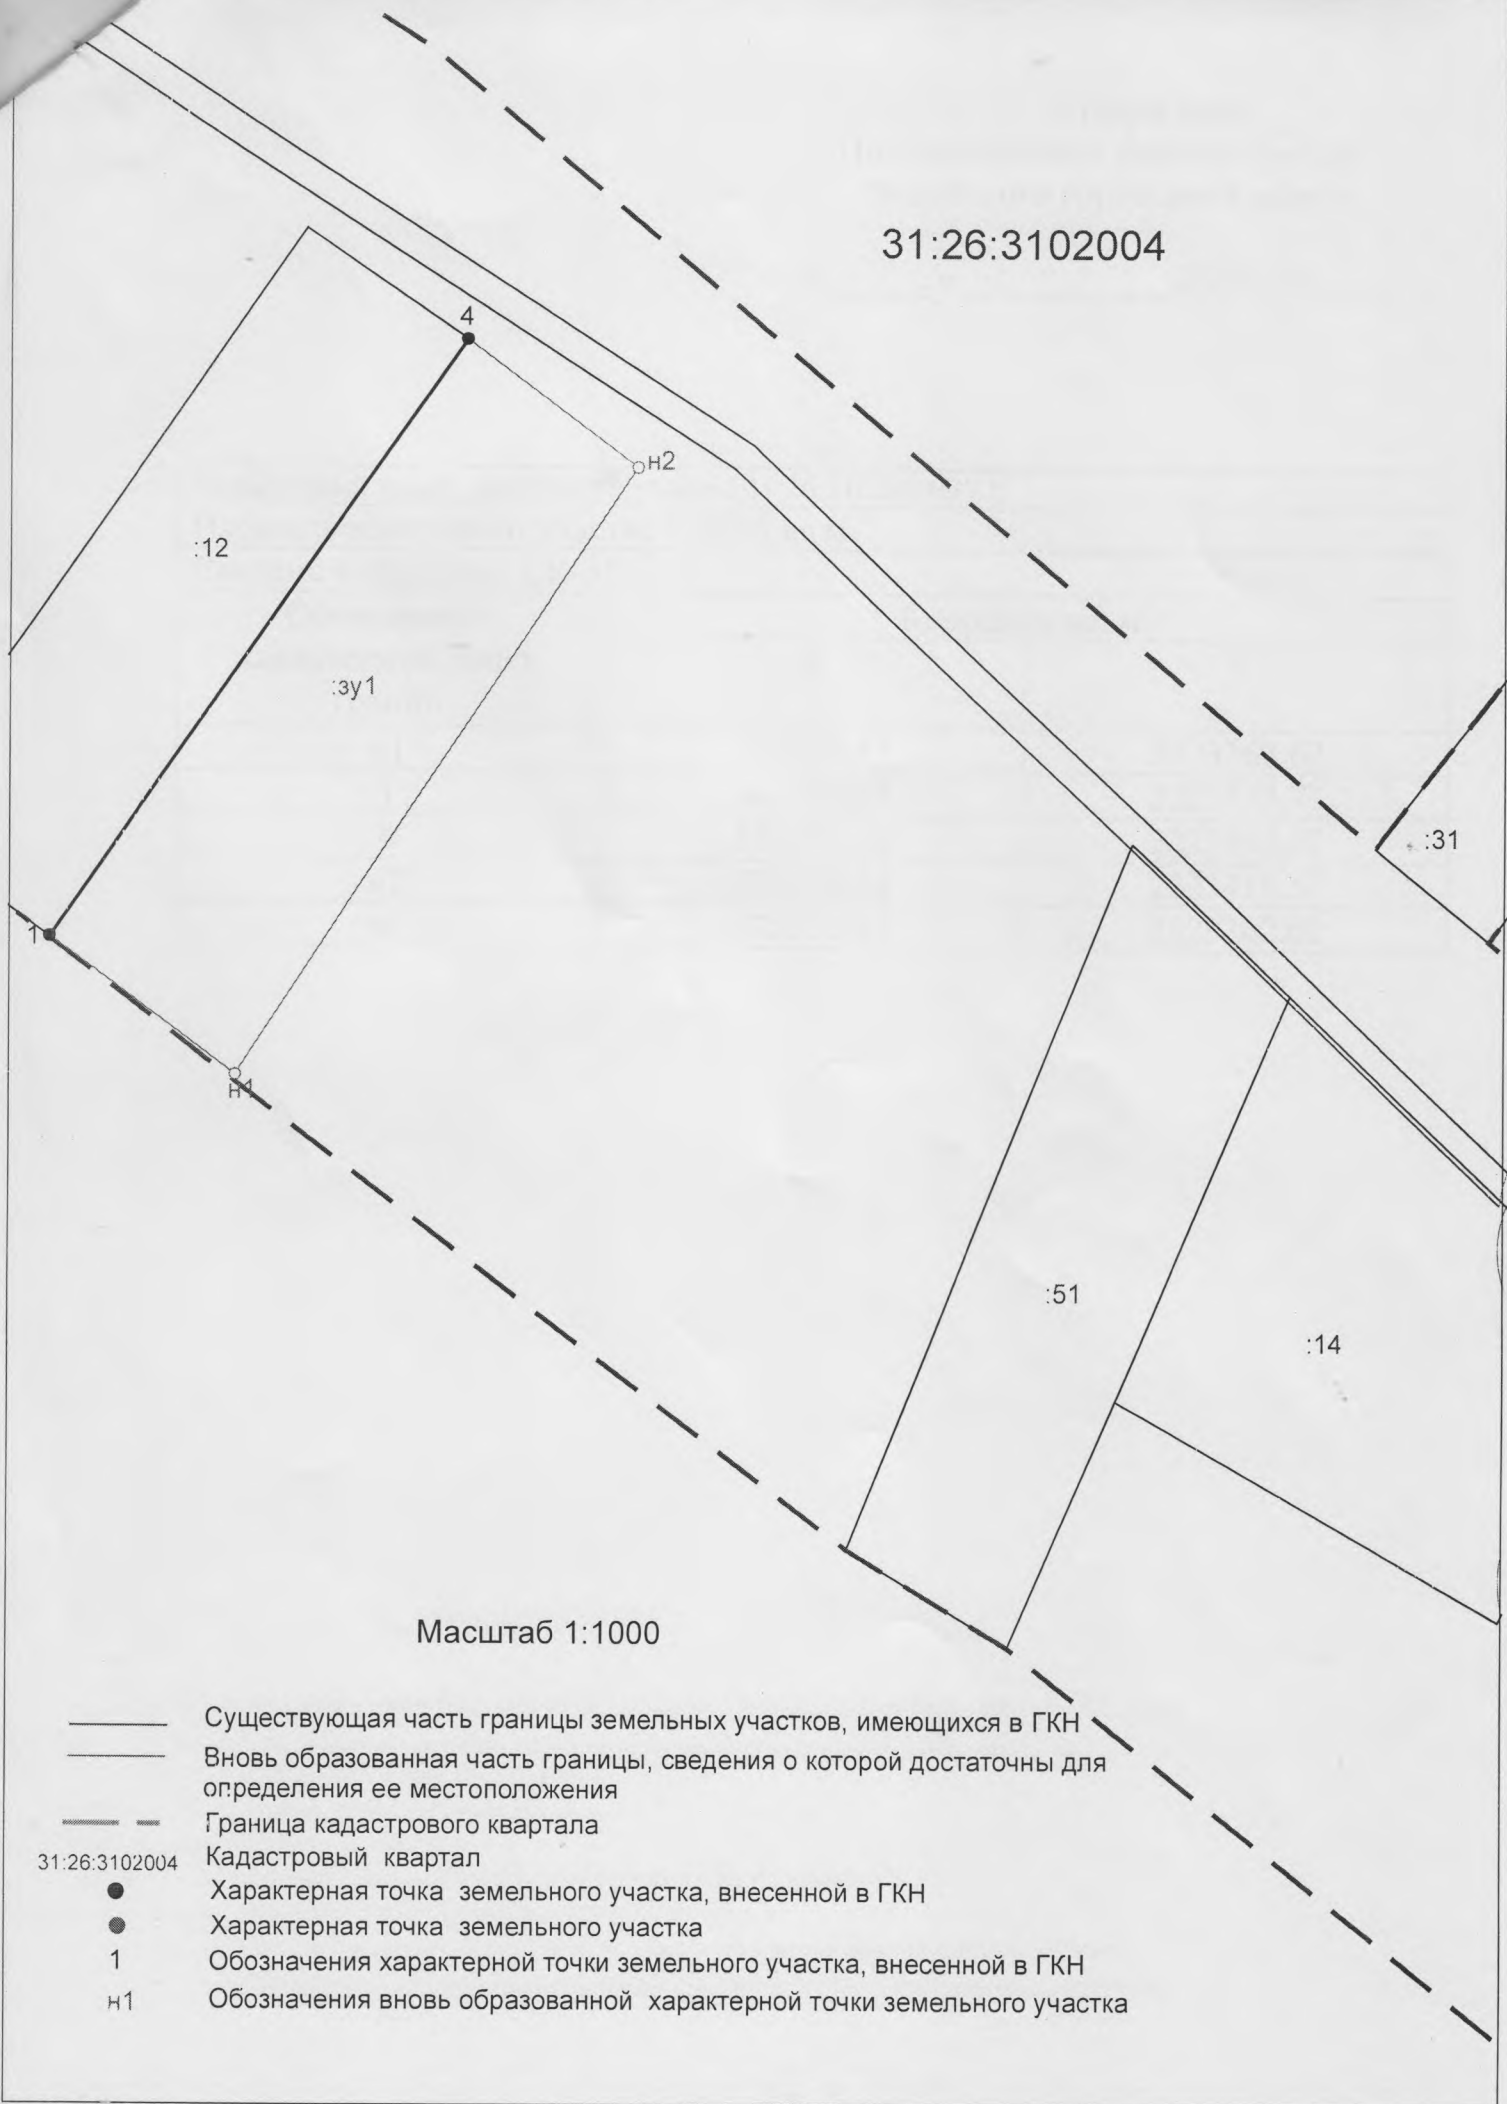 31:26:3102004
4
н2
:12
:зу1
:31
1
н1
:51
:14
Масштаб 1:1000
Существующая часть границы земельных участков, имеющихся в ГКН
Вновь образованная часть границы, сведения о которой достаточны для
определения ее местоположения
Граница кадастрового квартала
31:26:3102004 Кадастровый квартал
Характерная точка земельного участка, внесенной в ГКН
Характерная точка земельного участка
1 Обозначения характерной точки земельного участка, внесенной в ГКН
н1 Обозначения вновь образованной характерной точки земельного участка